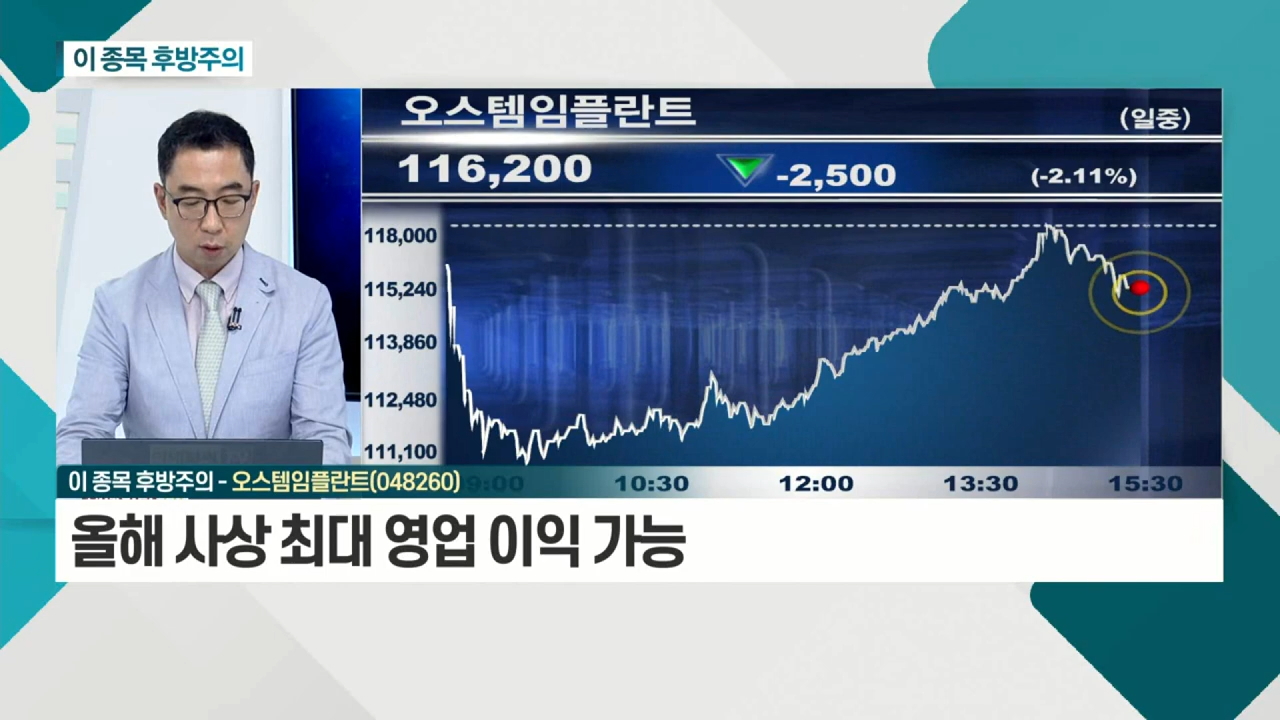 이 종목 후방주의
오스템임플란트
(일중)
116,200
-2,500
(-2.11%)
118,000
115,240
113,860
112,480
111,100
9:00 10:30 12:00 13:30 15:30
이 종목 후방주의 - 오스템임플란트(048260)
올해 사상 최대 영업 이익 가능